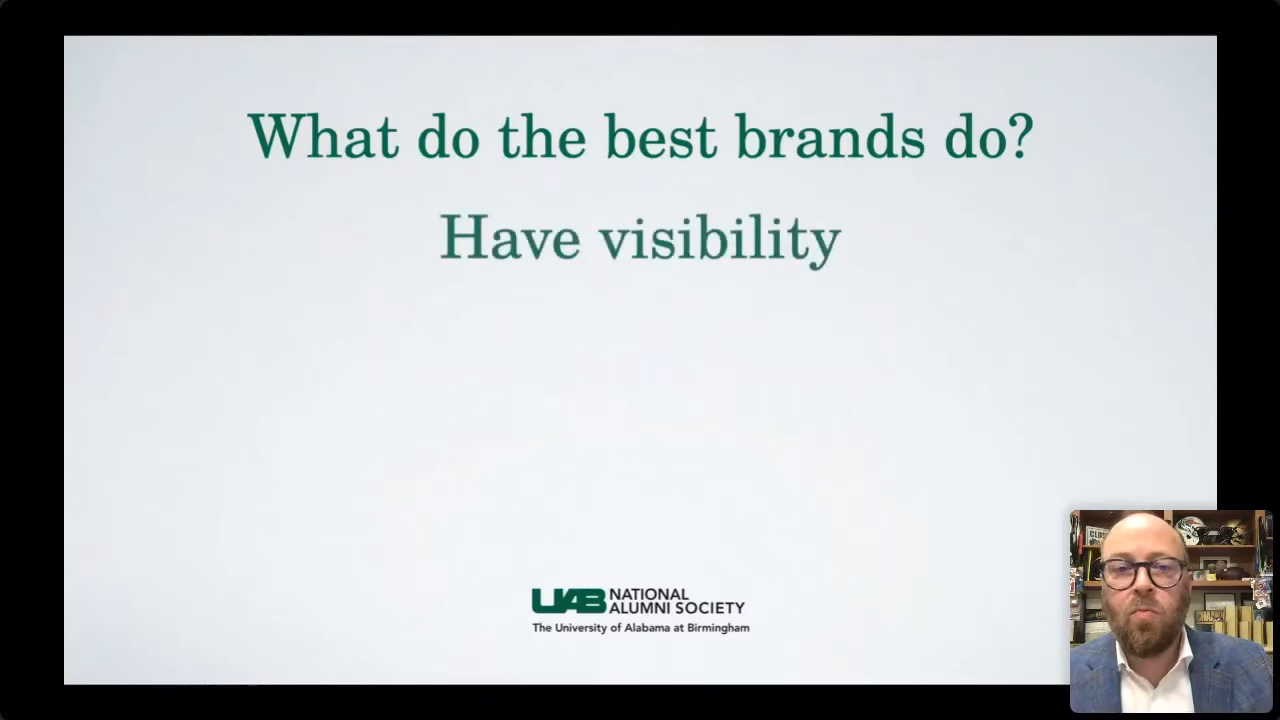 What do the best brands do?
Have visibility
UAB NATIONAL
ALUMNI SOCIETY
The University of Alabama at Birmingham